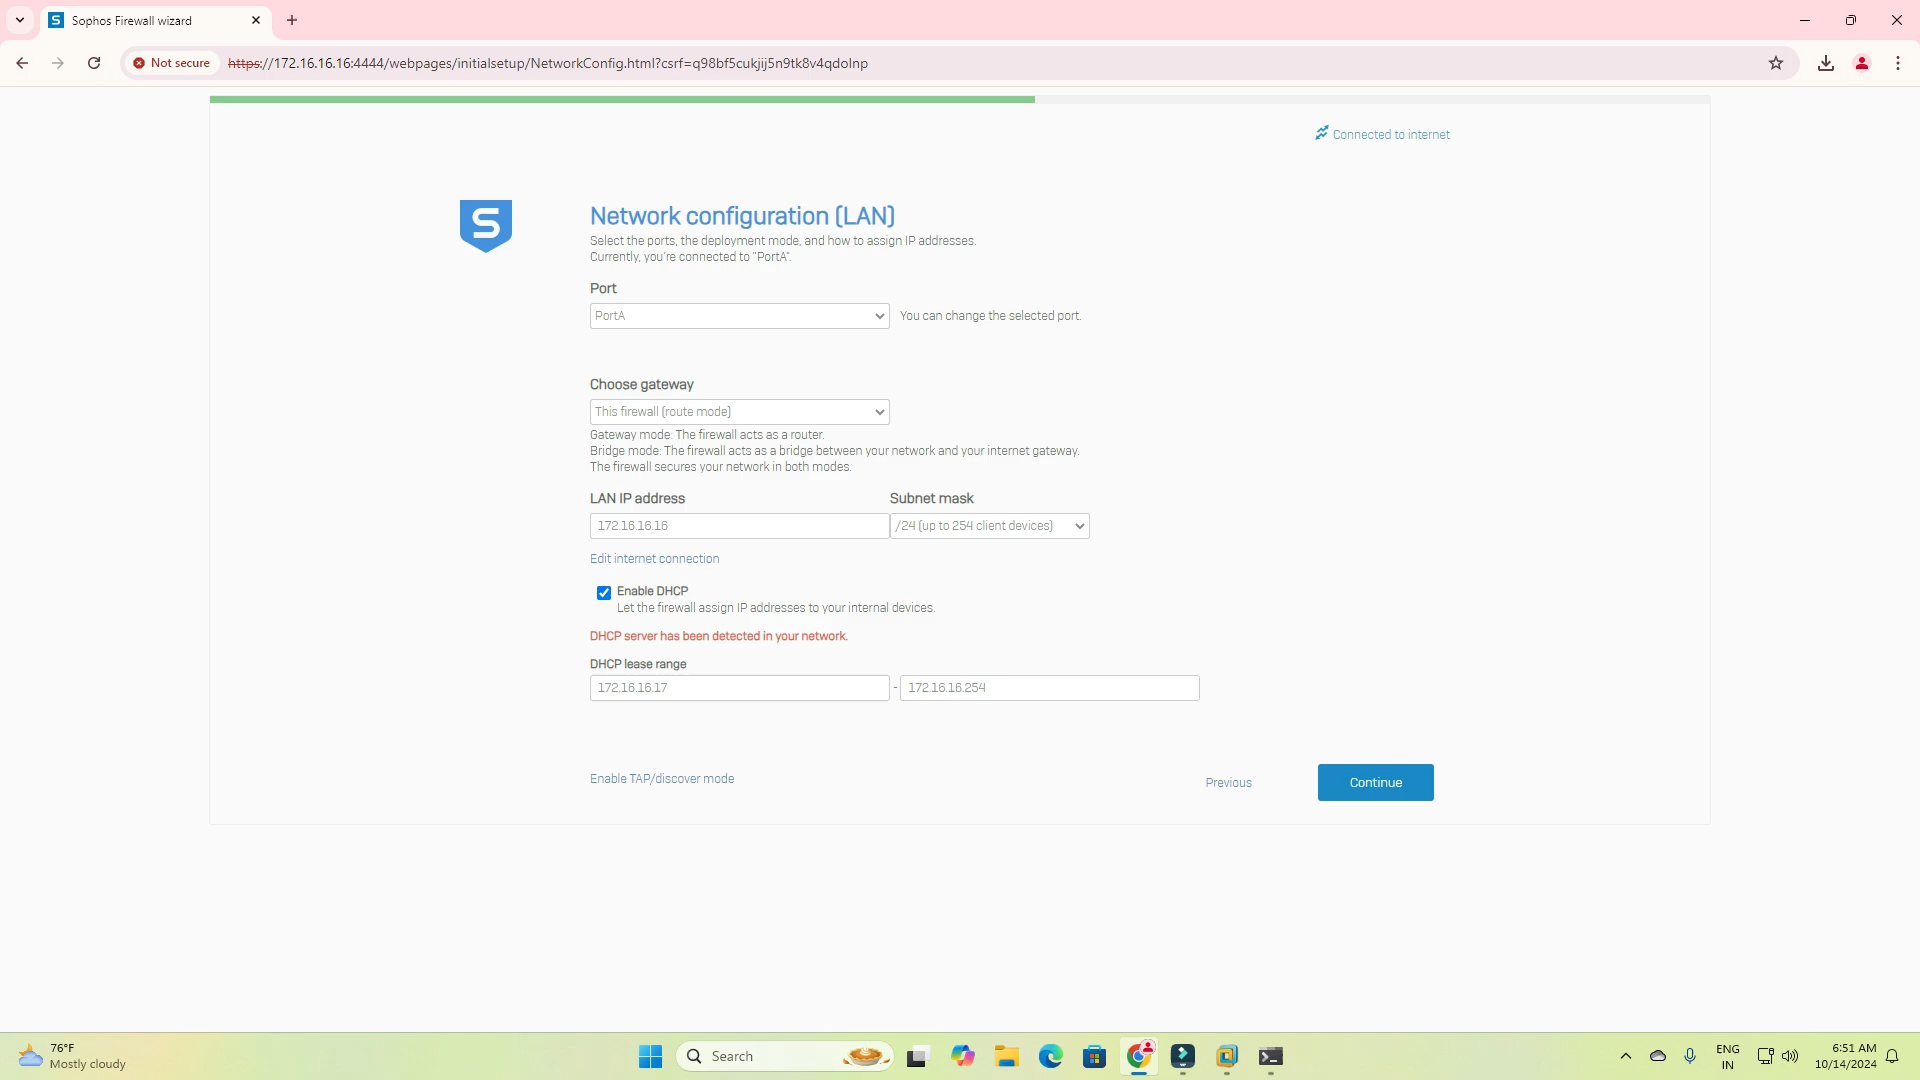 Sophos Firewall wizard
Not secure
https://172.16.16.16:4444/webpages/initialsetup/NetworkConfig.html?csrf=q98bf5cukjij5n9tk8v4qdolnp
Connected to internet
S
Network configuration (LAN)
Select the ports, the deployment mode, and how to assign IP addresses.
Currently, you're connected to "PortA".
Port
PortA
You can change the selected port.
Choose gateway
This firewall (route mode)
Gateway mode: The firewall acts as a router.
Bridge mode: The firewall acts as a bridge between your network and your internet gateway.
The firewall secures your network in both modes.
LAN IP address Subnet mask
172.16.16.16 /24 (up to 254 client devices)
Edit internet connection
Enable DHCP
Let the firewall assign IP addresses to your internal devices.
DHCP server has been detected in your network.
DHCP lease range
172.16.16.17 - 172.16.16.254
Enable TAP/discover mode
Previous
Continue
76°F
Mostly cloudy
Search
ENG
IN
6:51 AM
10/14/2024